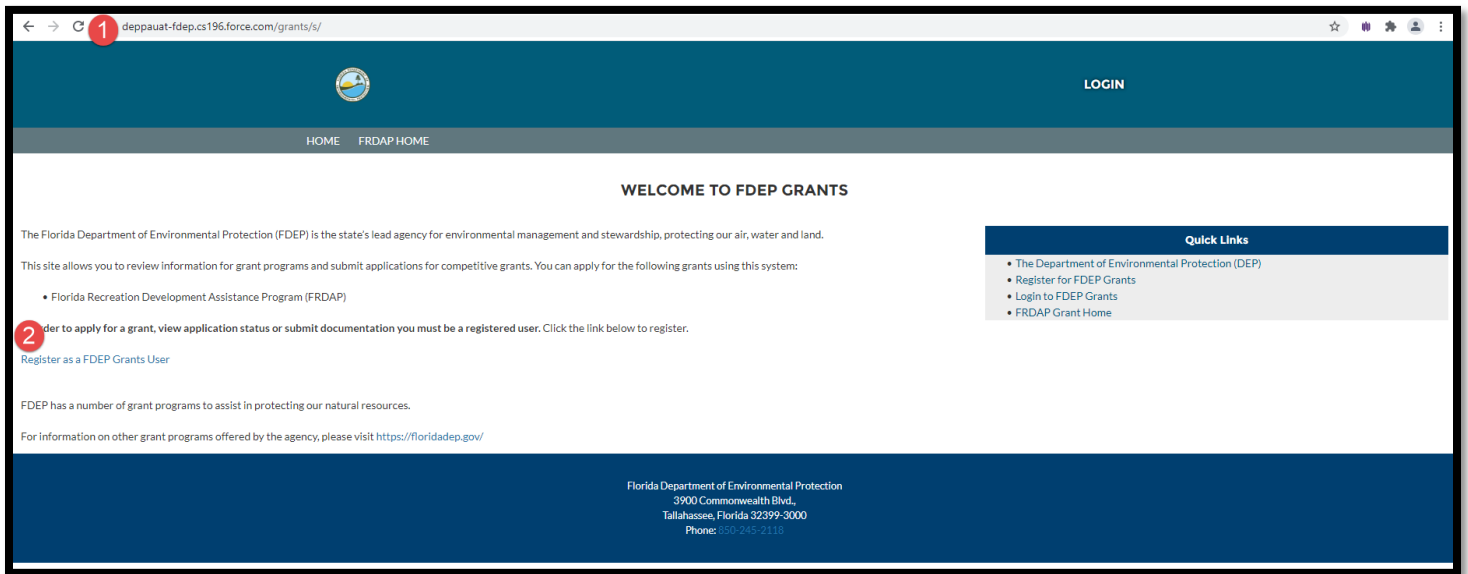 1
deppauat-fdep.cs196.force.com/grants/s/
LOGIN
HOME FRDAP HOME
WELCOME TO FDEP GRANTS
The Florida Department of Environmental Protection (FDEP) is the state's lead agency for environmental management and stewardship, protecting our air, water and land.
This site allows you to review information for grant programs and submit applications for competitive grants. You can apply for the following grants using this system:
• Florida Recreation Development Assistance Program (FRDAP)
2
to apply for a grant, view application status or submit documentation you must be a registered user. Click the link below to register.
Register as a FDEP Grants User
FDEP has a number of grant programs to assist in protecting our natural resources.
For information on other grant programs offered by the agency, please visit https://floridadep.gov/
Quick Links
• The Department of Environmental Protection (DEP)
• Register for FDEP Grants
• Login to FDEP Grants
• FRDAP Grant Home
Florida Department of Environmental Protection
3900 Commonwealth Blvd.,
Tallahassee, Florida 32399-3000
Phone: 850-245-2118